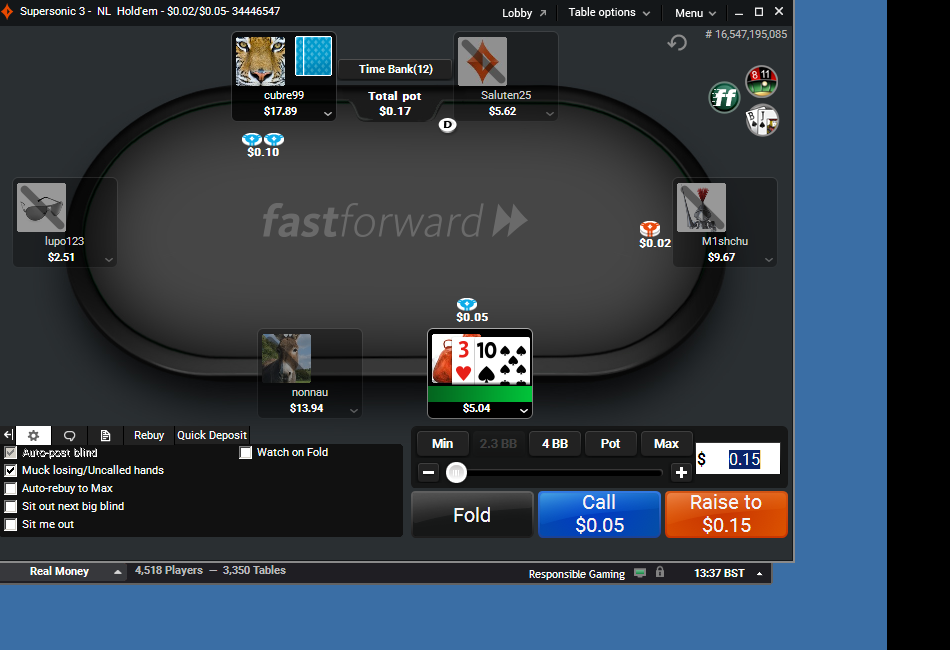 Supersonic 3 - NL Hold'em - $0.02/$0.05- 34446547
Lobby
Table options
Menu
# 16,547,195,085
Time Bank(12)
Total pot
$0.17
cubre99
$17.89
Saluten25
$5.62
D
8 11
ff
B J
$0.10
lupo123
$2.51
fastforward
$0.02
M1shchu
$9.67
$0.05
nonnau
$13.94
3 10
$5.04
Rebuy
Quick Deposit
Auto-post blind
Watch on Fold
Muck losing/Uncalled hands
Auto-rebuy to Max
Sit out next big blind
Sit me out
Min
2.3 BB
4 BB
Pot
Max
$ 0.15
Fold
Call
$0.05
Raise to
$0.15
Real Money
4,518 Players — 3,350 Tables
Responsible Gaming
13:37 BST